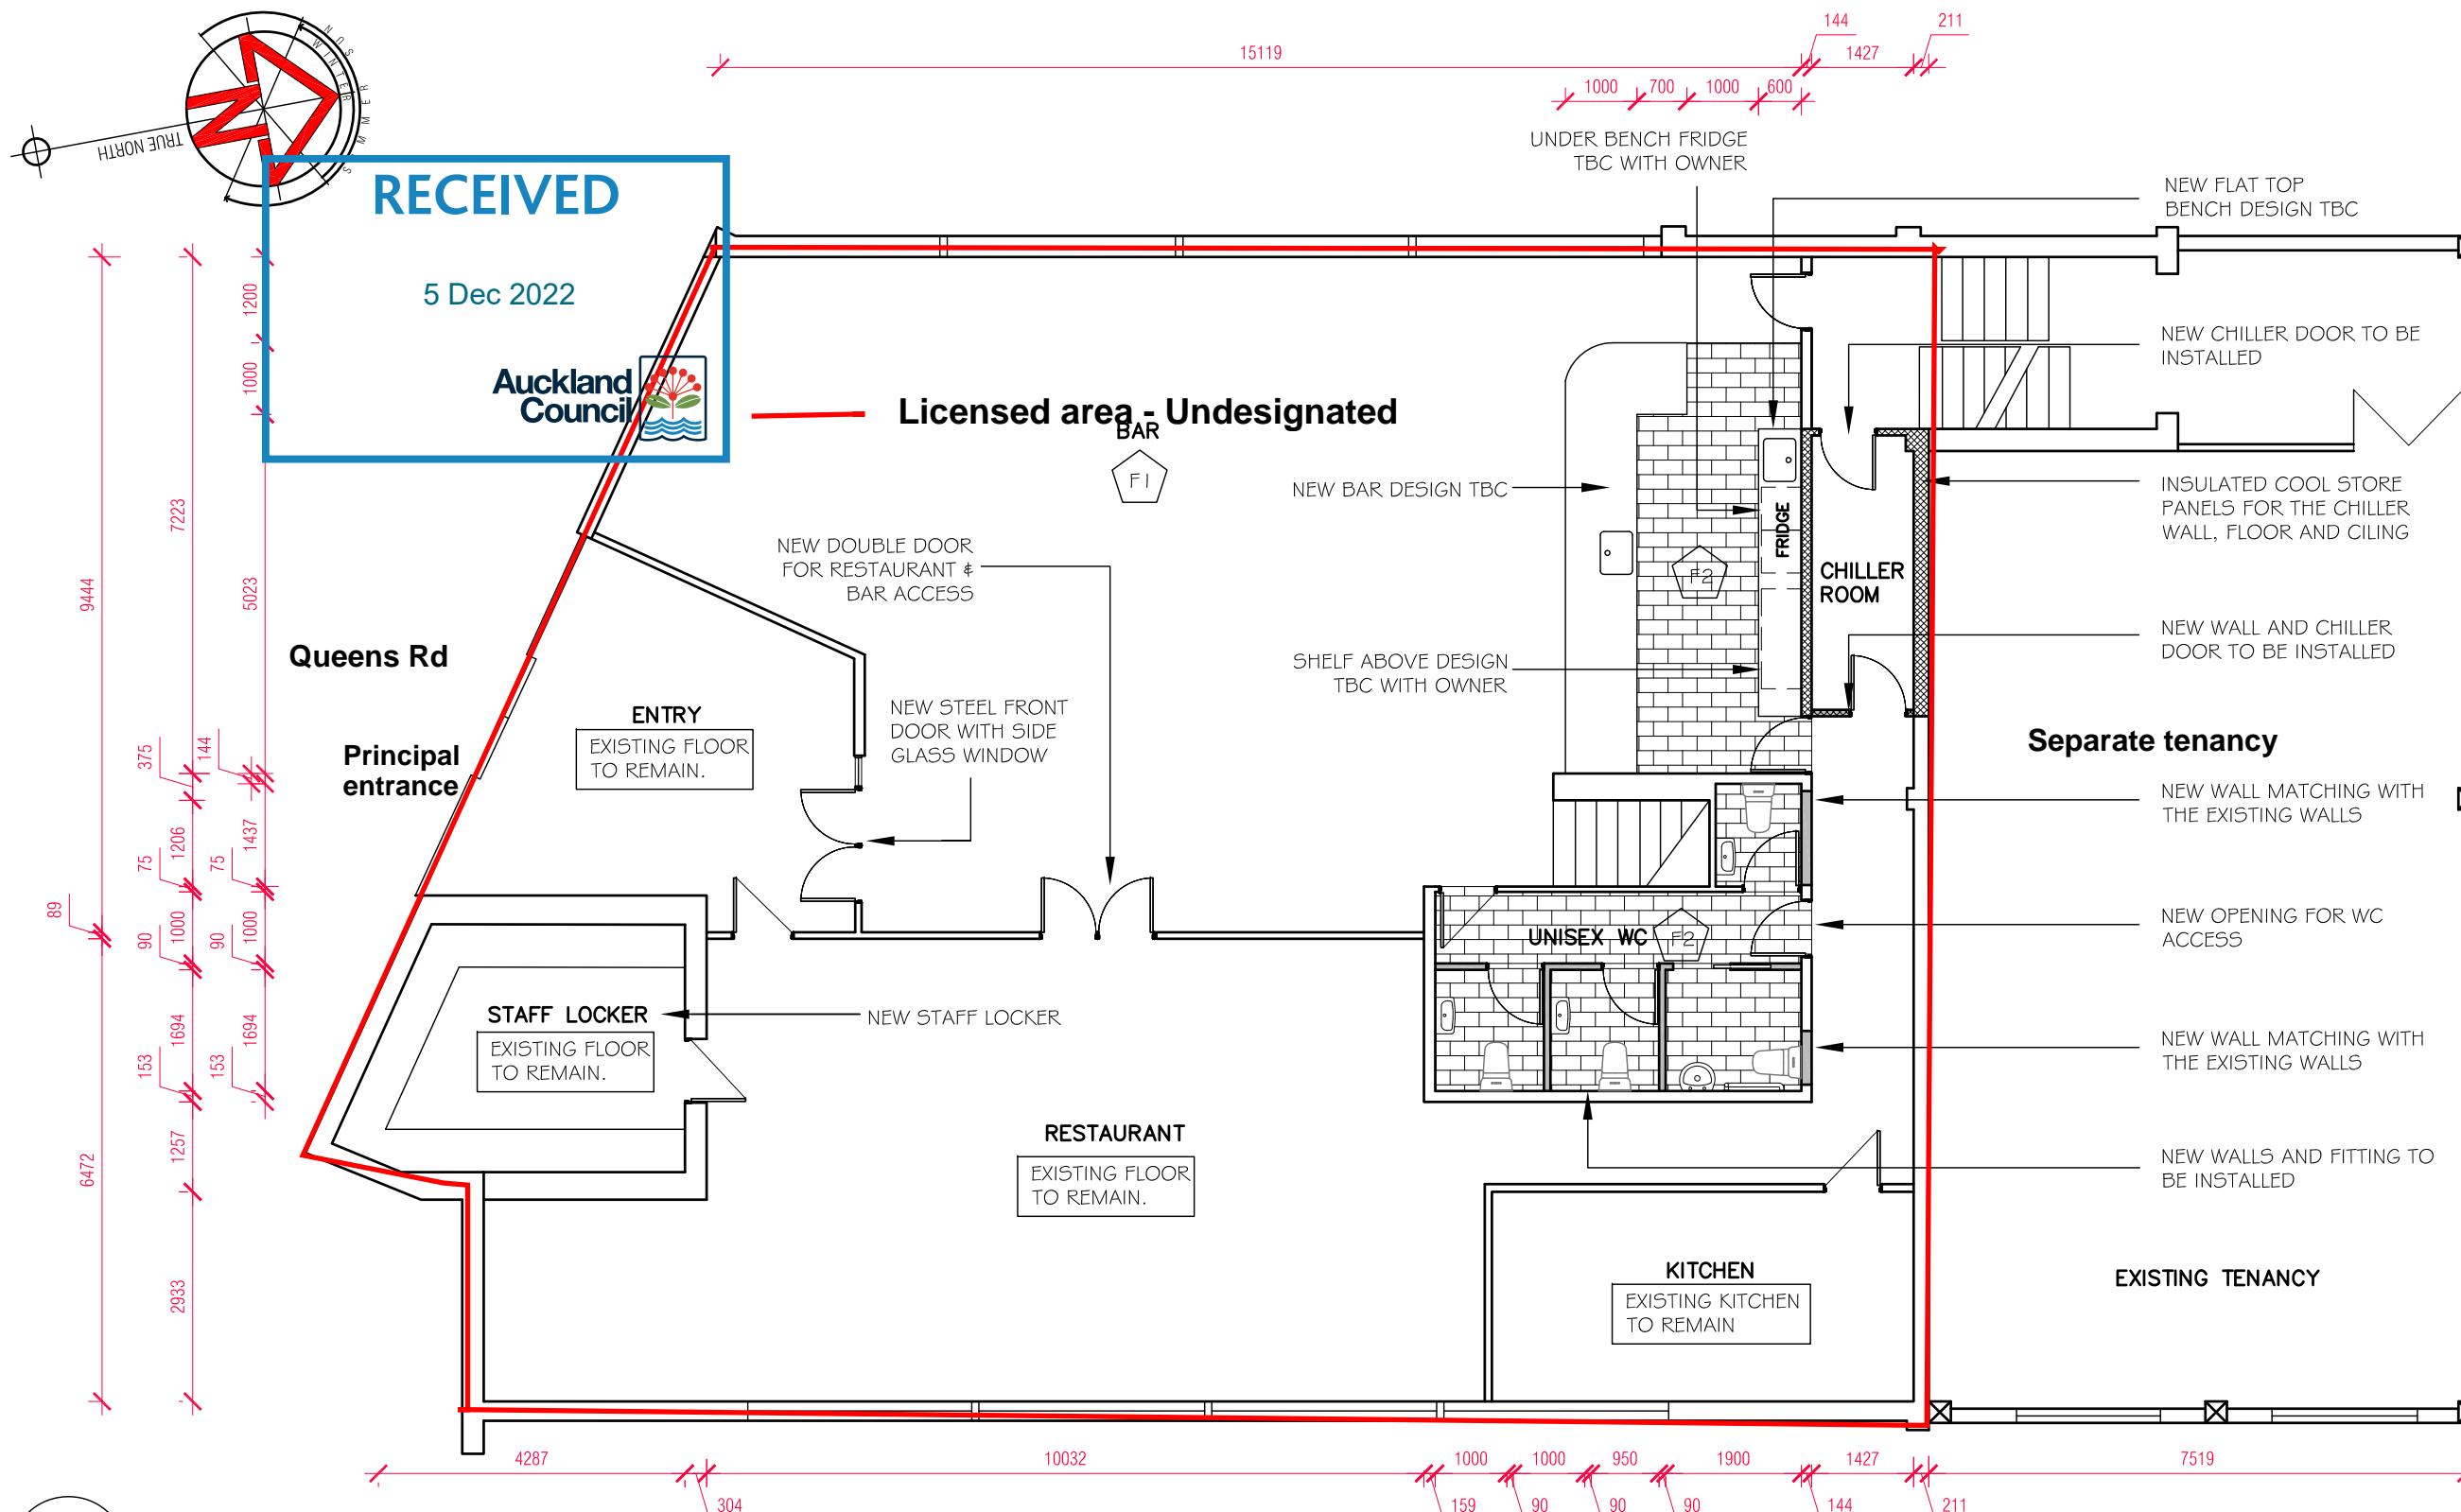 15119
144
1427
211
1000
700
1000
600
SUN
WINTER
SUMMER
TRUE NORTH
RECEIVED
5 Dec 2022
Auckland
Council
UNDER BENCH FRIDGE
TBC WITH OWNER
NEW FLAT TOP
BENCH DESIGN TBC
Licensed area - Undesignated
BAR
F1
NEW CHILLER DOOR TO BE
INSTALLED
NEW BAR DESIGN TBC
INSULATED COOL STORE
PANELS FOR THE CHILLER
WALL, FLOOR AND CILING
NEW DOUBLE DOOR
FOR RESTAURANT &
BAR ACCESS
FRIDGE
F2
CHILLER
ROOM
Queens Rd
SHELF ABOVE DESIGN
TBC WITH OWNER
NEW WALL AND CHILLER
DOOR TO BE INSTALLED
ENTRY
EXISTING FLOOR
TO REMAIN.
NEW STEEL FRONT
DOOR WITH SIDE
GLASS WINDOW
Principal
entrance
Separate tenancy
NEW WALL MATCHING WITH
THE EXISTING WALLS
NEW OPENING FOR WC
ACCESS
UNISEX WC
F2
STAFF LOCKER
EXISTING FLOOR
TO REMAIN.
NEW STAFF LOCKER
NEW WALL MATCHING WITH
THE EXISTING WALLS
RESTAURANT
EXISTING FLOOR
TO REMAIN.
NEW WALLS AND FITTING TO
BE INSTALLED
KITCHEN
EXISTING KITCHEN
TO REMAIN
EXISTING TENANCY
9444
89
6472
7223
375
1206
75
1000
90
1694
153
1257
2933
1200
1000
5023
144
1437
75
1000
90
1694
153
4287
304
10032
159
1000
90
1000
90
950
90
1900
144
1427
211
7519